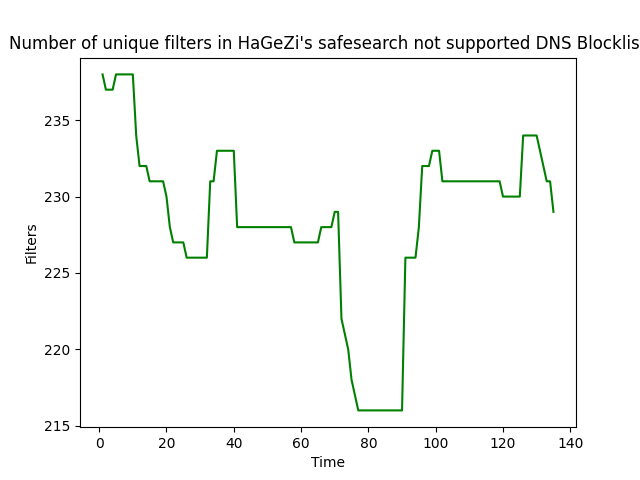 Number of unique filters in HaGeZi's safesearch not supported DNS Blocklis
Filters
235
230
225
220
215
0 20 40 60 80 100 120 140
Time